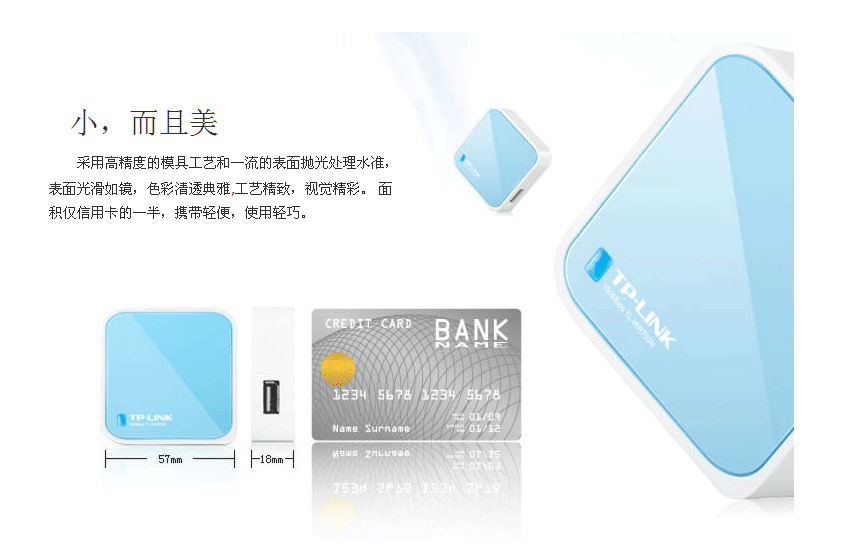 小，而且美
采用高精度的模具工艺和一流的表面抛光处理水准，
表面光滑如镜，色彩清透典雅,工艺精致，视觉精彩。 面
积仅信用卡的一半，携带轻便，使用轻巧。
TP-LINK
150Mbps TL-WR700N
CREDIT CARD
BANK
NAME
1234 5678 1234 5678
01/09
Name Surname
01/12
TP-LINK
57mm
18mm